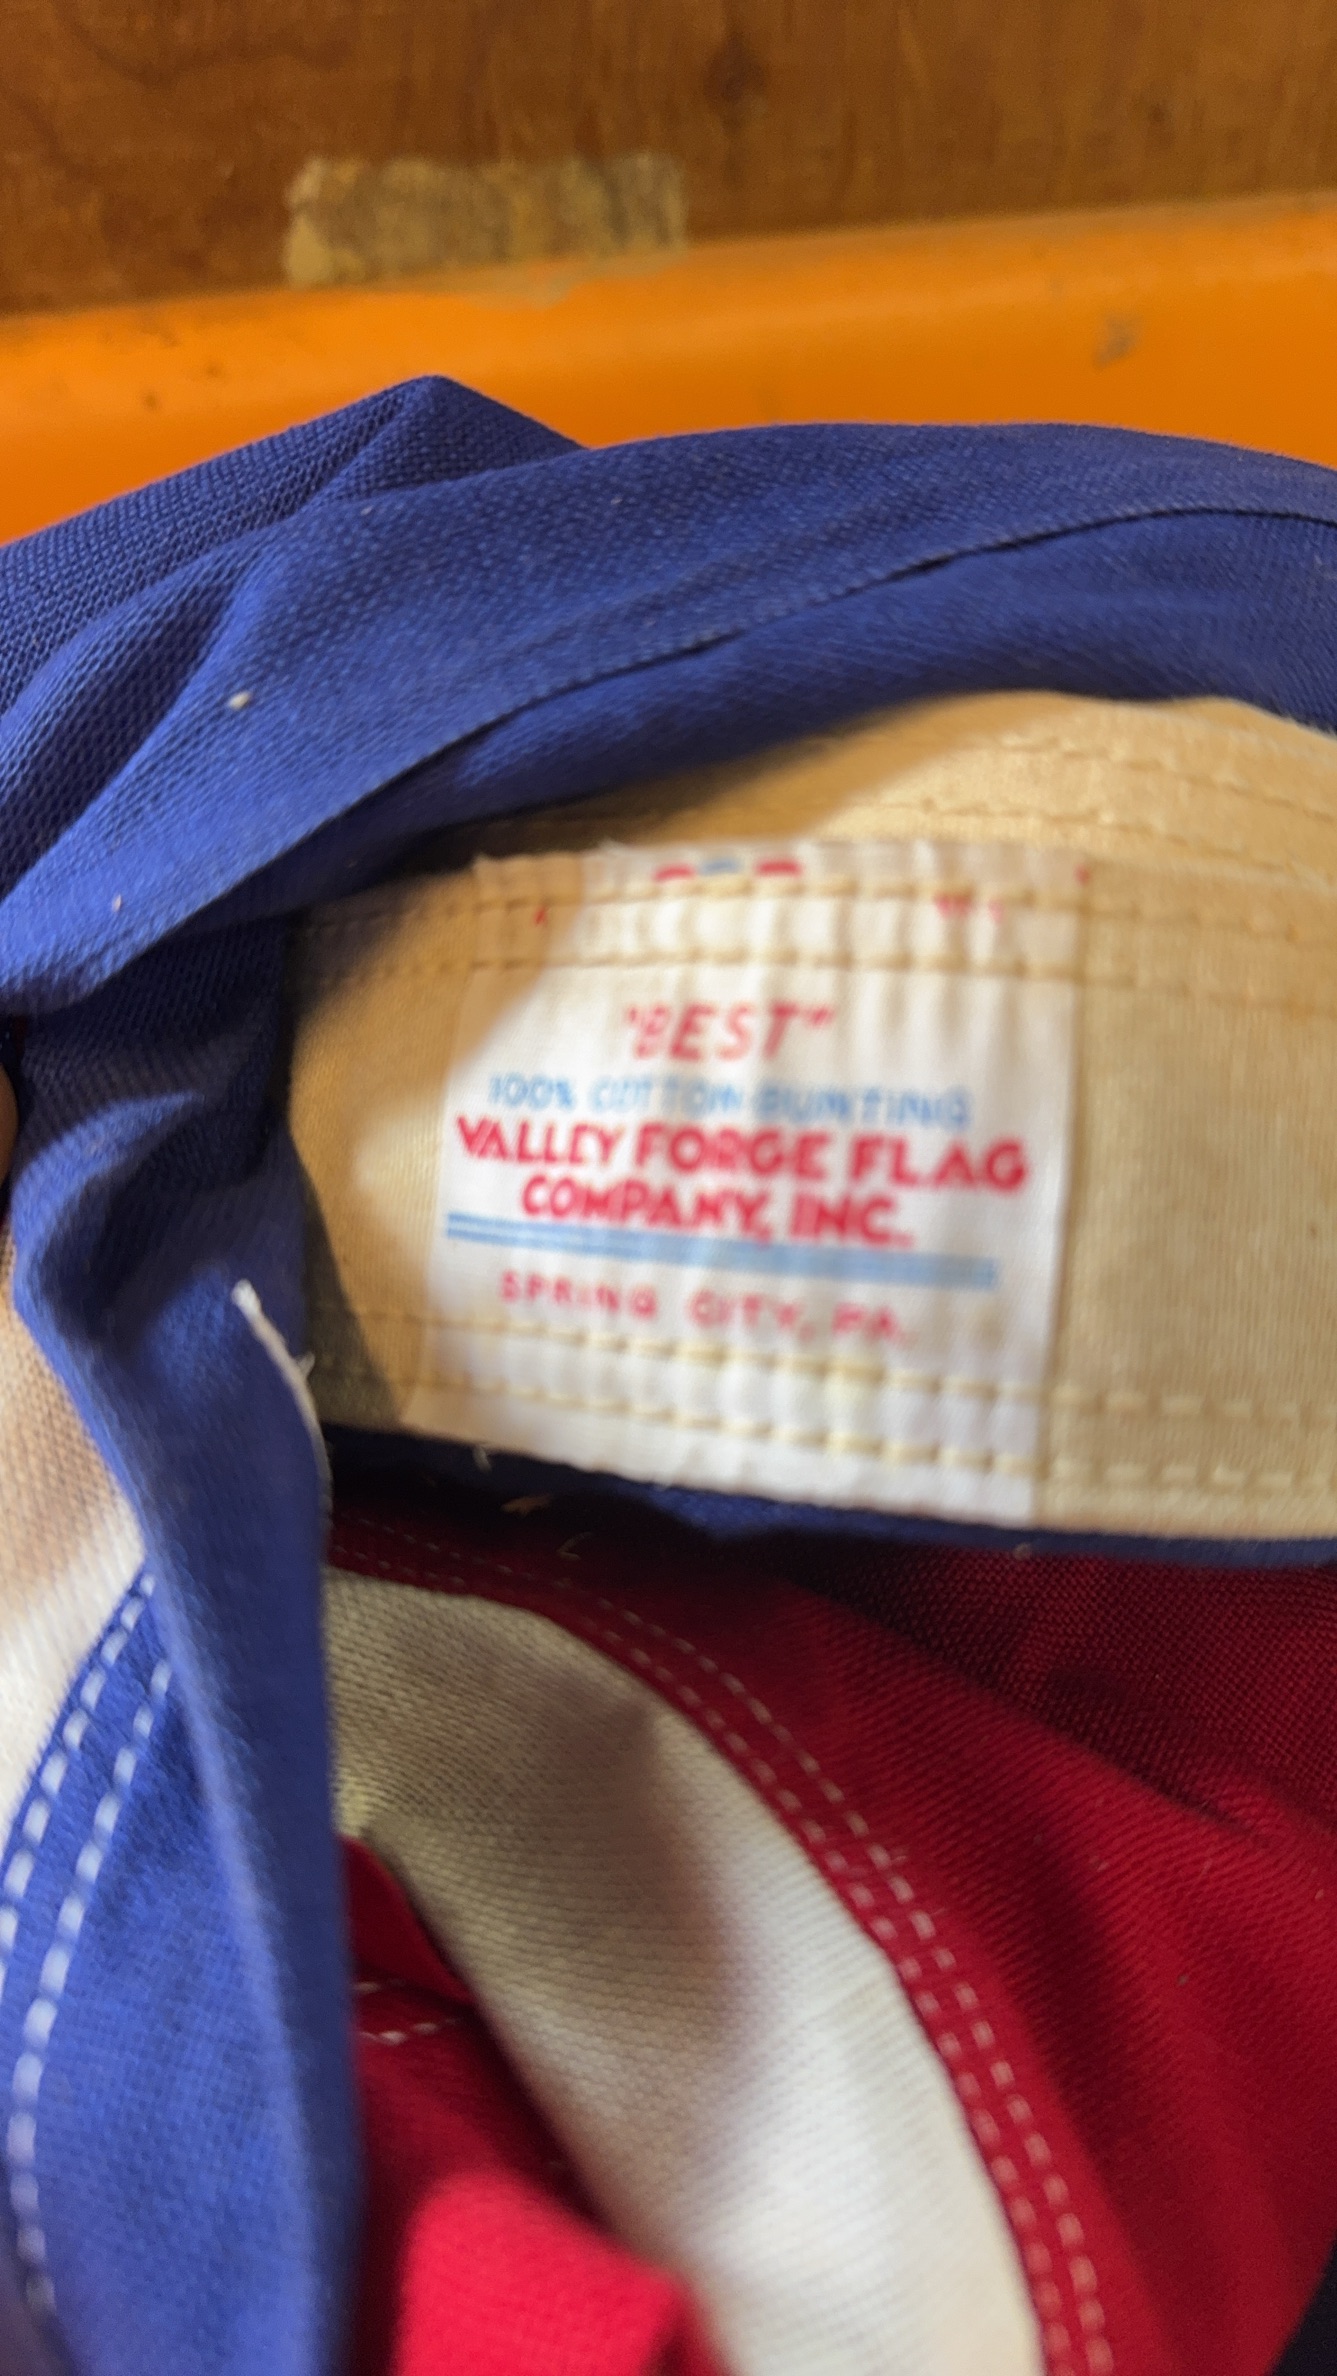 "BEST"
100% COTTON BUNTING
VALLEY FORGE FLAG
COMPANY, INC.
SPRING CITY, PA.